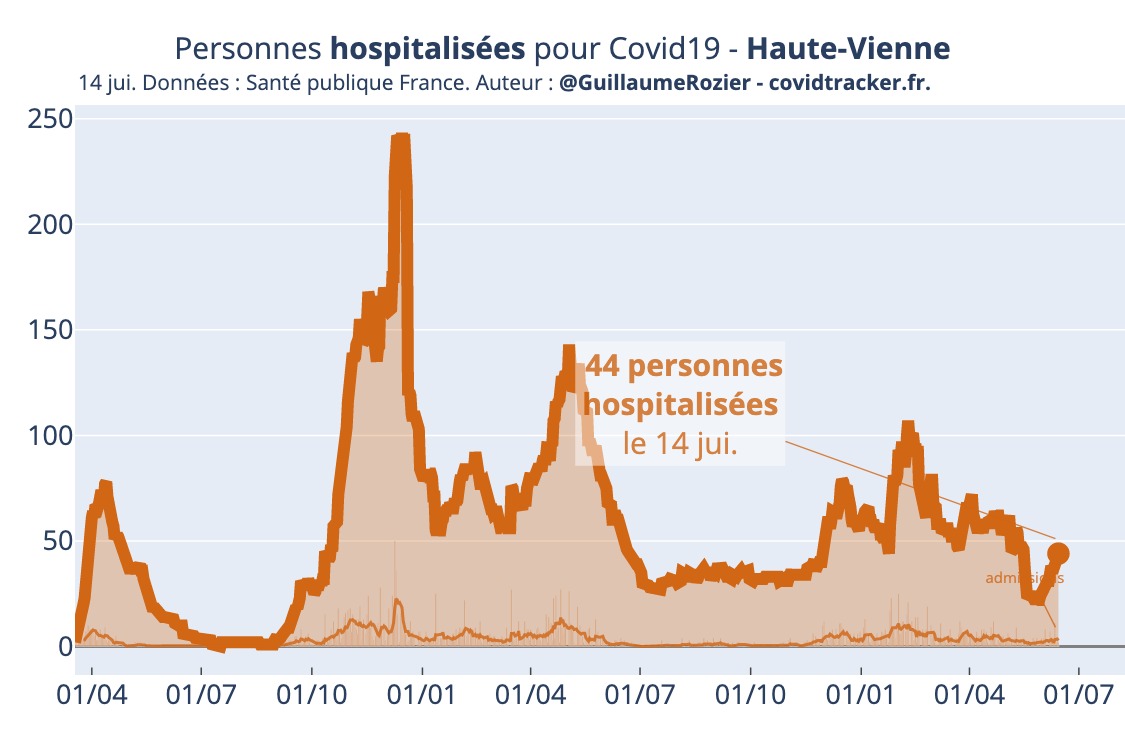 Personnes hospitalisées pour Covid19 - Haute-Vienne
14 jui. Données : Santé publique France. Auteur : @GuillaumeRozier - covidtracker.fr.
250
200
150
100
50
0
44 personnes
hospitalisées
le 14 jui.
admissions
01/04 01/07 01/10 01/01 01/04 01/07 01/10 01/01 01/04 01/07